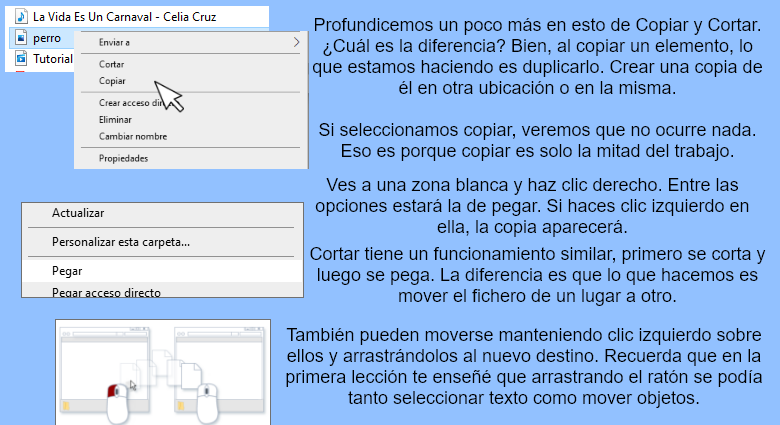 La Vida Es Un Carnaval - Celia Cruz
perro
Tutorial
Enviar a
Cortar
Copiar
Crear acceso dire
Eliminar
Cambiar nombre
Propiedades
Profundicemos un poco más en esto de Copiar y Cortar.
¿Cuál es la diferencia? Bien, al copiar un elemento, lo
que estamos haciendo es duplicarlo. Crear una copia de
él en otra ubicación o en la misma.
Si seleccionamos copiar, veremos que no ocurre nada.
Eso es porque copiar es solo la mitad del trabajo.
Ves a una zona blanca y haz clic derecho. Entre las
opciones estará la de pegar. Si haces clic izquierdo en
ella, la copia aparecerá.
Actualizar
Personalizar esta carpeta...
Pegar
Pegar acceso directo
Cortar tiene un funcionamiento similar, primero se corta y
luego se pega. La diferencia es que lo que hacemos es
mover el fichero de un lugar a otro.
También pueden moverse manteniendo clic izquierdo sobre
ellos y arrastrándolos al nuevo destino. Recuerda que en la
primera lección te enseñé que arrastrando el ratón se podía
tanto seleccionar texto como mover objetos.